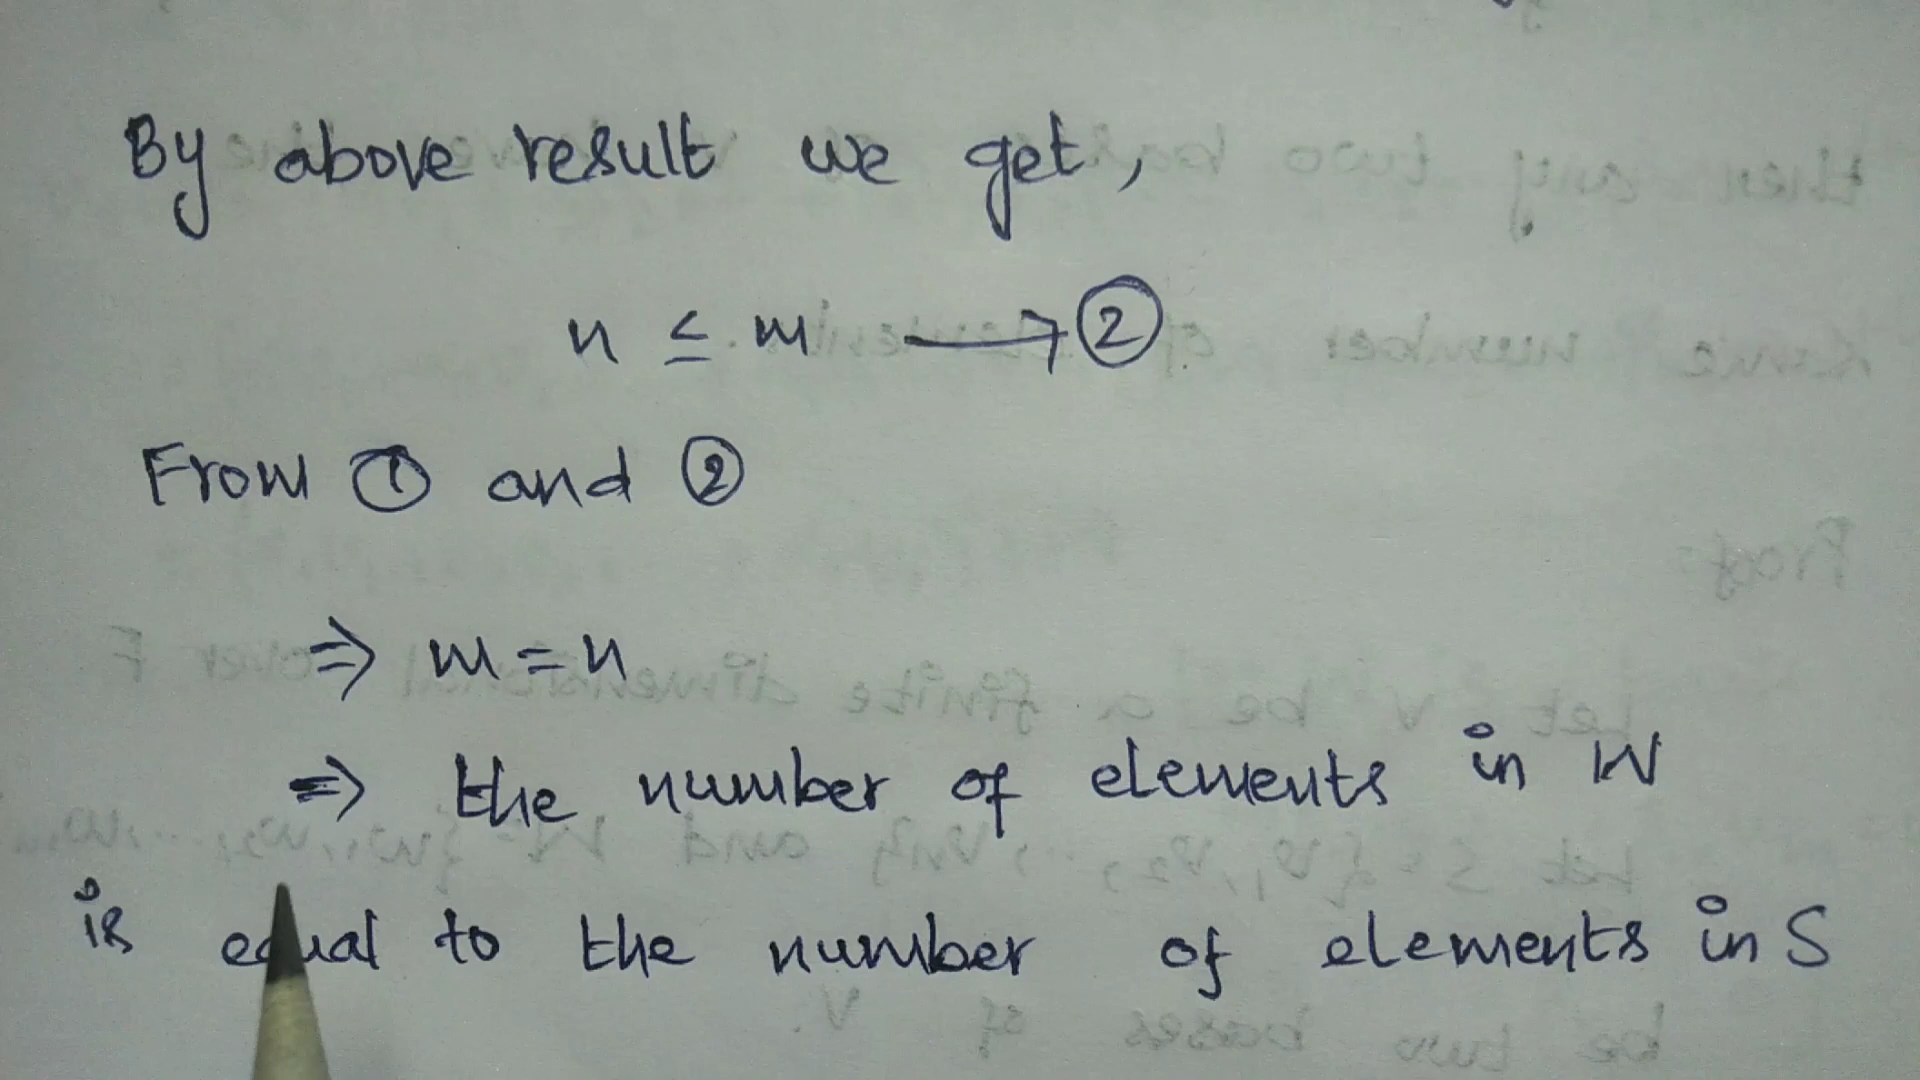 By above result we get,
n ≤ m ⟶ ②
From ① and ②
⇒ m = n
⇒ the number of elements in W
is equal to the number of elements in S